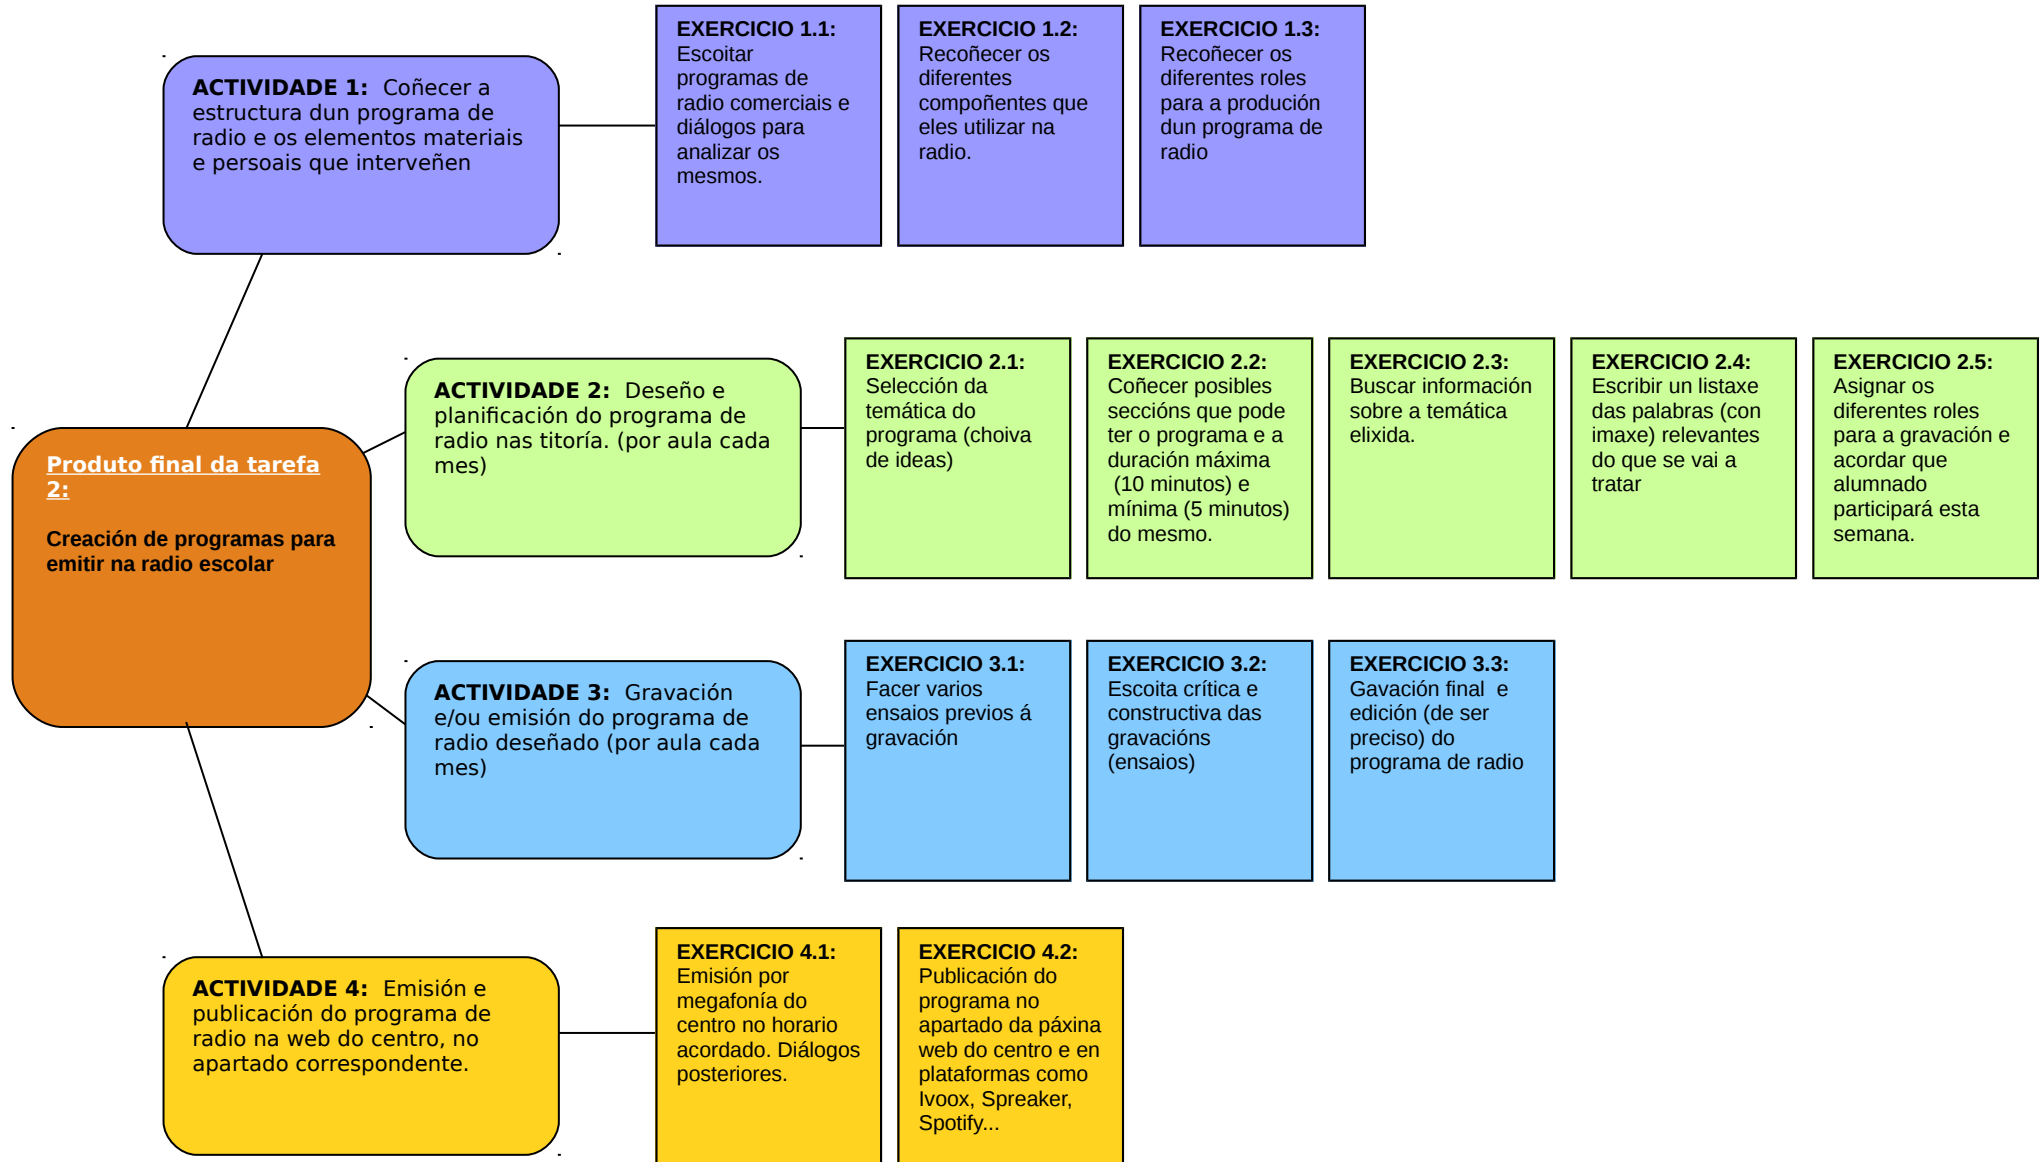 Produto final da tarefa
2:
Creación de programas para
emitir na radio escolar
ACTIVIDADE 1:  Coñecer a
estructura dun programa de
radio e os elementos materiais
e persoais que interveñen
EXERCICIO 1.1:
Escoitar
programas de
radio comerciais e
diálogos para
analizar os
mesmos.
EXERCICIO 1.2:
Recoñecer os
diferentes
compoñentes que
eles utilizar na
radio.
EXERCICIO 1.3:
Recoñecer os
diferentes roles
para a produción
dun programa de
radio
ACTIVIDADE 2:  Deseño e
planificación do programa de
radio nas titoría. (por aula cada
mes)
EXERCICIO 2.1:
Selección da
temática do
programa (choiva
de ideas)
EXERCICIO 2.2:
Coñecer posibles
seccións que pode
ter o programa e a
duración máxima
(10 minutos) e
mínima (5 minutos)
do mesmo.
EXERCICIO 2.3:
Buscar información
sobre a temática
elixida.
EXERCICIO 2.4:
Escribir un listaxe
das palabras (con
imaxe) relevantes
do que se vai a
tratar
EXERCICIO 2.5:
Asignar os
diferentes roles
para a gravación e
acordar que
alumnado
participará esta
semana.
ACTIVIDADE 3:  Gravación
e/ou emisión do programa de
radio deseñado (por aula cada
mes)
EXERCICIO 3.1:
Facer varios
ensaios previos á
gravación
EXERCICIO 3.2:
Escoita crítica e
constructiva das
gravacións
(ensaios)
EXERCICIO 3.3:
Gavación final  e
edición (de ser
preciso) do
programa de radio
ACTIVIDADE 4:  Emisión e
publicación do programa de
radio na web do centro, no
apartado correspondente.
EXERCICIO 4.1:
Emisión por
megafonía do
centro no horario
acordado. Diálogos
posteriores.
EXERCICIO 4.2:
Publicación do
programa no
apartado da páxina
web do centro e en
plataformas como
Ivoox, Spreaker,
Spotify...